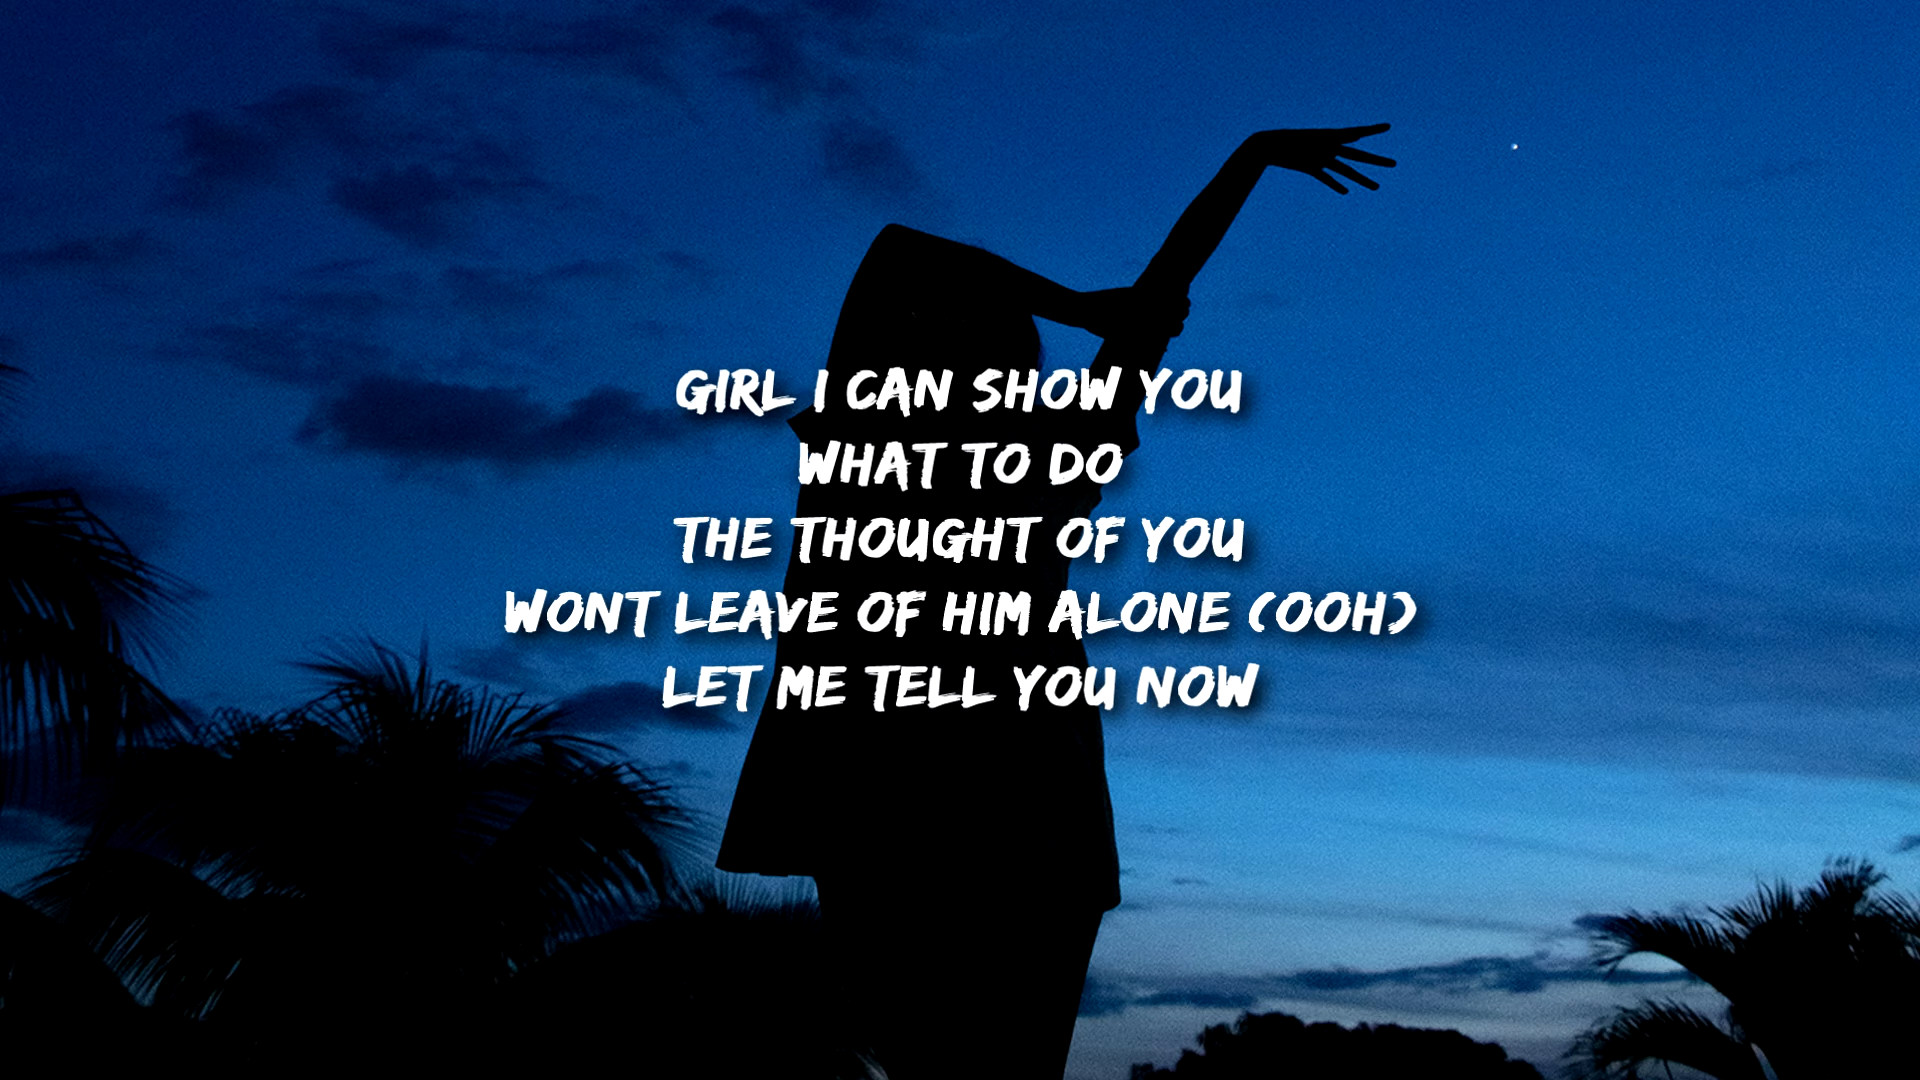 GIRL I CAN SHOW YOU
WHAT TO DO
THE THOUGHT OF YOU
WONT LEAVE OF HIM ALONE (OOH)
LET ME TELL YOU NOW